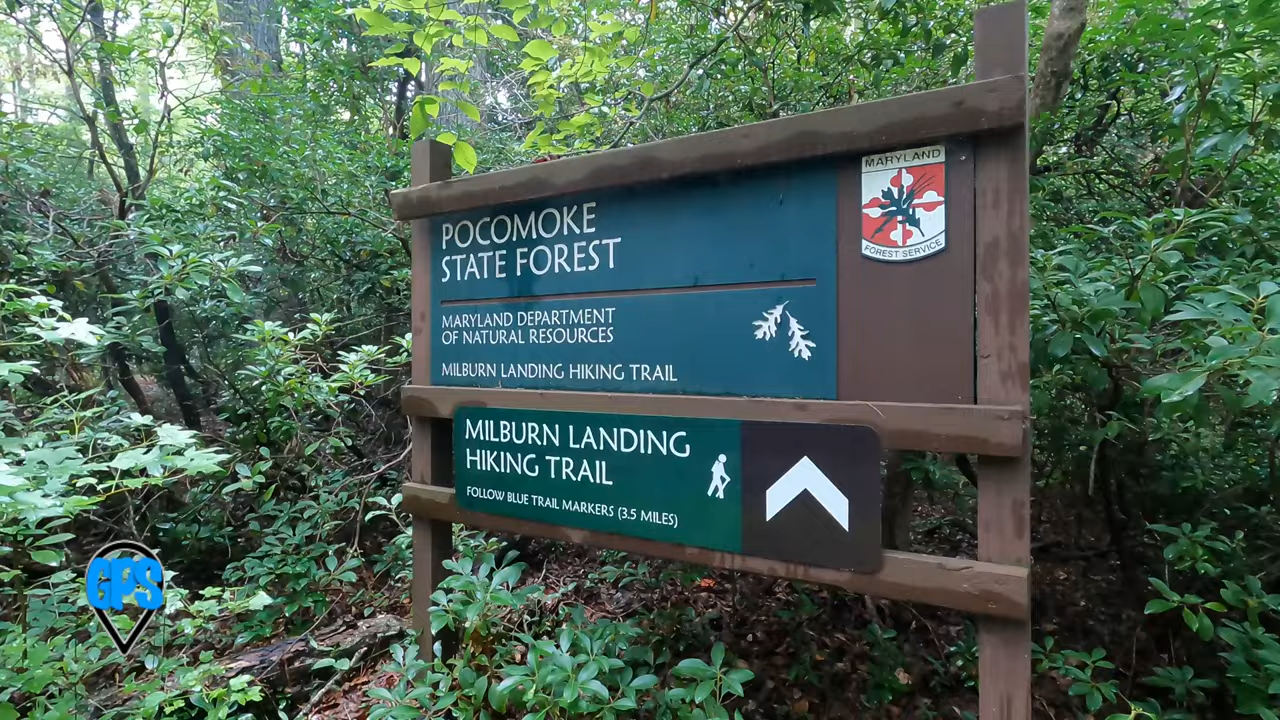 MARYLAND
FOREST SERVICE
POCOMOKE
STATE FOREST
MARYLAND DEPARTMENT
OF NATURAL RESOURCES
MILBURN LANDING HIKING TRAIL
MILBURN LANDING
HIKING TRAIL
FOLLOW BLUE TRAIL MARKERS (3.5 MILES)
GPS